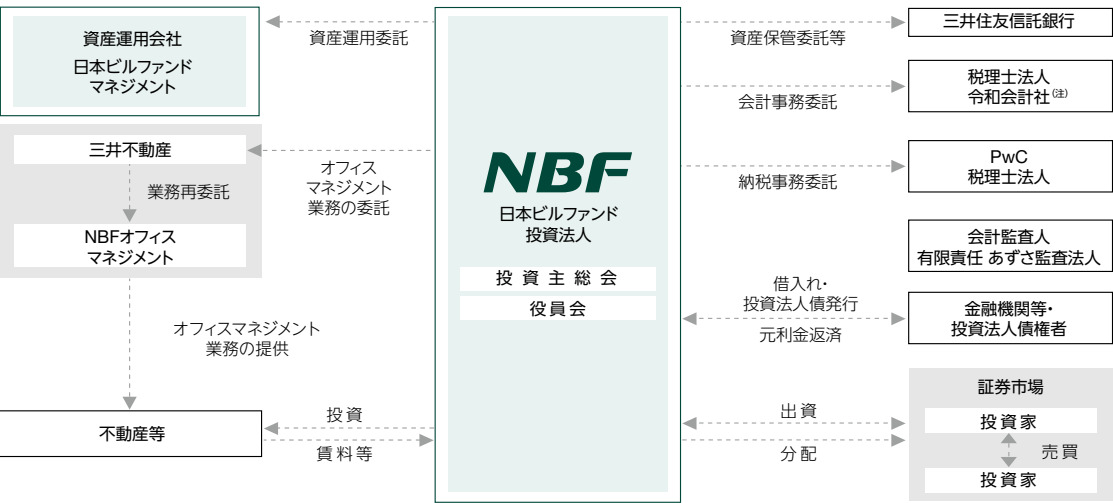 資産運用会社
日本ビルファンド
マネジメント
資産運用委託
三井不動産
業務再委託
NBFオフィス
マネジメント
オフィス
マネジメント
業務の委託
オフィスマネジメント
業務の提供
不動産等
投資
賃料等
NBF
日本ビルファンド
投資法人
投資主総会
役員会
資産保管委託等
三井住友信託銀行
会計事務委託
税理士法人
令和会計社(注)
納税事務委託
PwC
税理士法人
会計監査人
有限責任 あずさ監査法人
借入れ・
投資法人債発行
元利金返済
金融機関等・
投資法人債権者
出資
分配
証券市場
投資家
売買
投資家